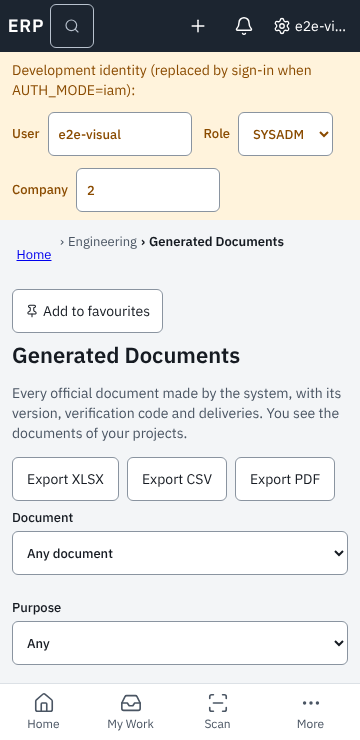 ERP
e2e-vi...
Development identity (replaced by sign-in when
AUTH_MODE=iam):
User e2e-visual Role SYSADM
Company 2
Home › Engineering › Generated Documents
Add to favourites
Generated Documents
Every official document made by the system, with its
version, verification code and deliveries. You see the
documents of your projects.
Export XLSX Export CSV Export PDF
Document
Any document
Purpose
Any
Home My Work Scan More